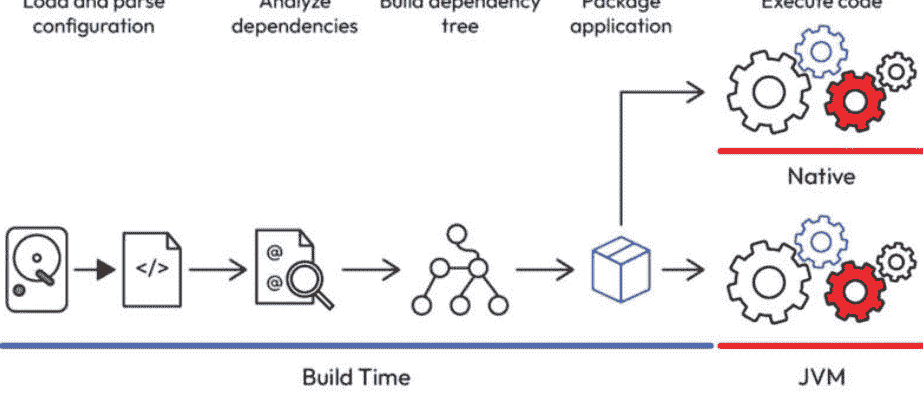 Load and parse
configuration
Analyze
dependencies
Build dependency
tree
Package
application
Execute code
Native
</>
@
@
Build Time
JVM